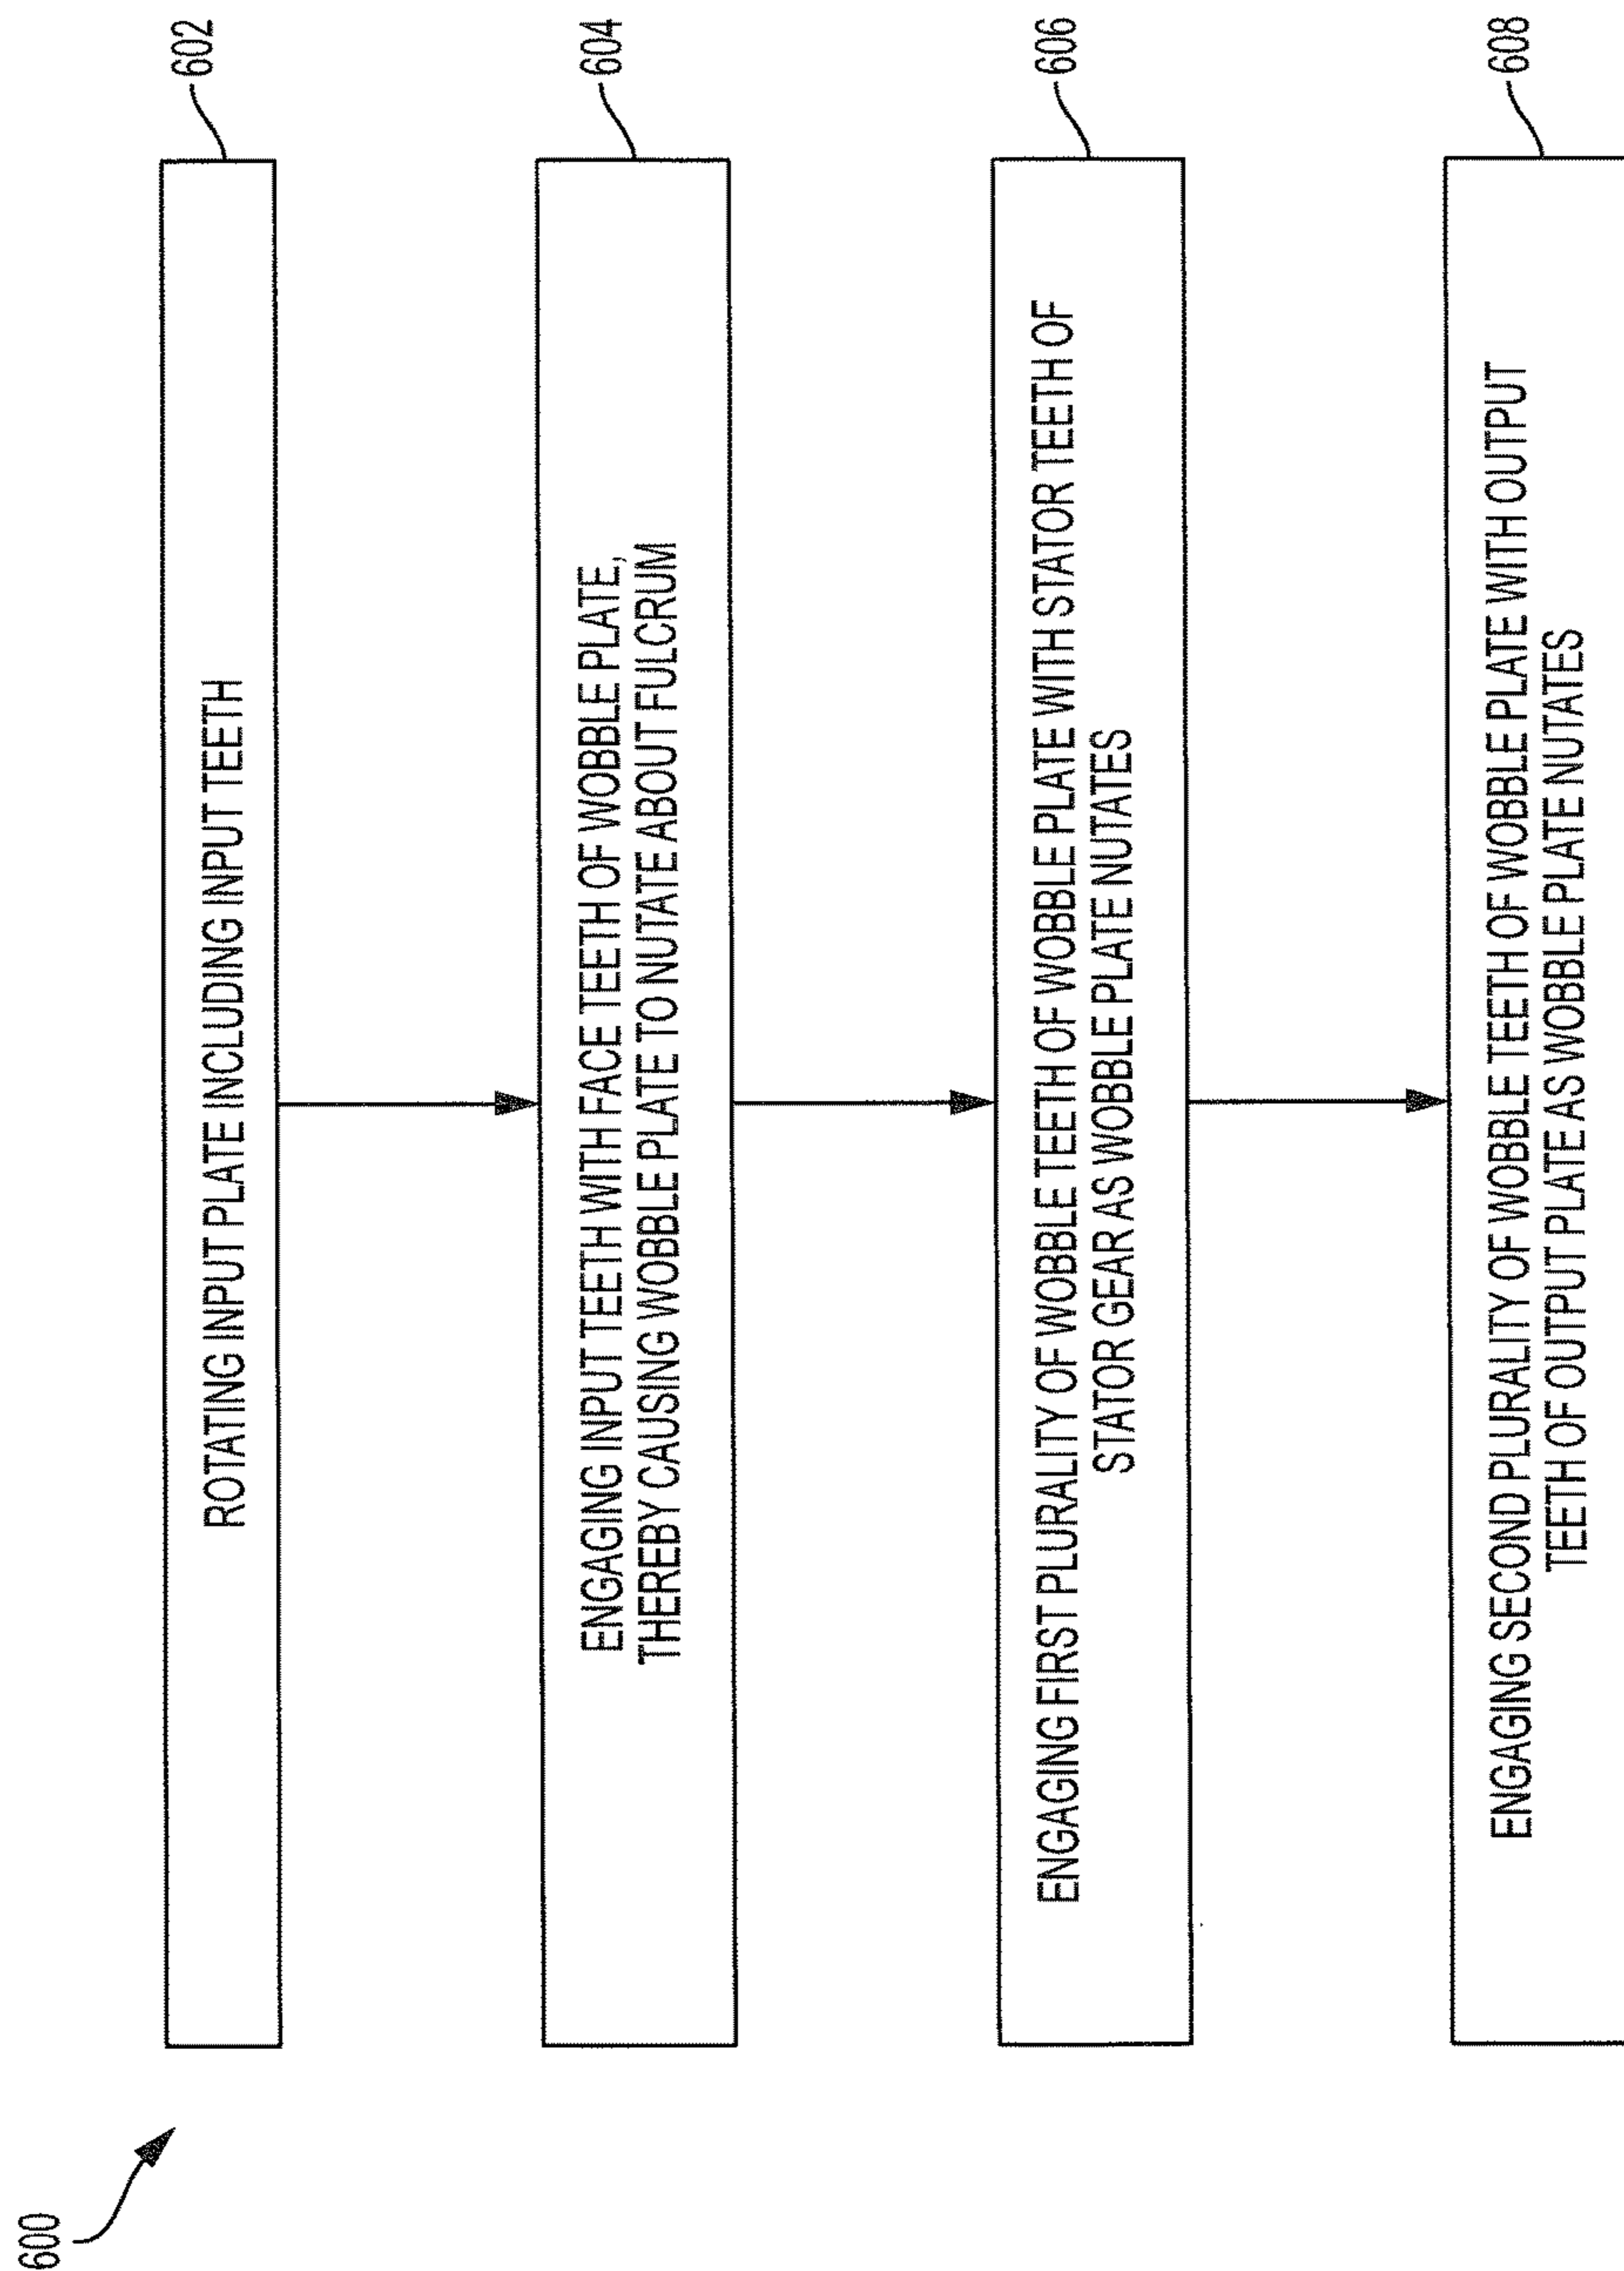 600
602
ROTATING INPUT PLATE INCLUDING INPUT TEETH
604
ENGAGING INPUT TEETH WITH FACE TEETH OF WOBBLE PLATE,
THEREBY CAUSING WOBBLE PLATE TO NUTATE ABOUT FULCRUM
606
ENGAGING FIRST PLURALITY OF WOBBLE TEETH OF WOBBLE PLATE WITH STATOR TEETH OF
STATOR GEAR AS WOBBLE PLATE NUTATES
608
ENGAGING SECOND PLURALITY OF WOBBLE TEETH OF WOBBLE PLATE WITH OUTPUT
TEETH OF OUTPUT PLATE AS WOBBLE PLATE NUTATES